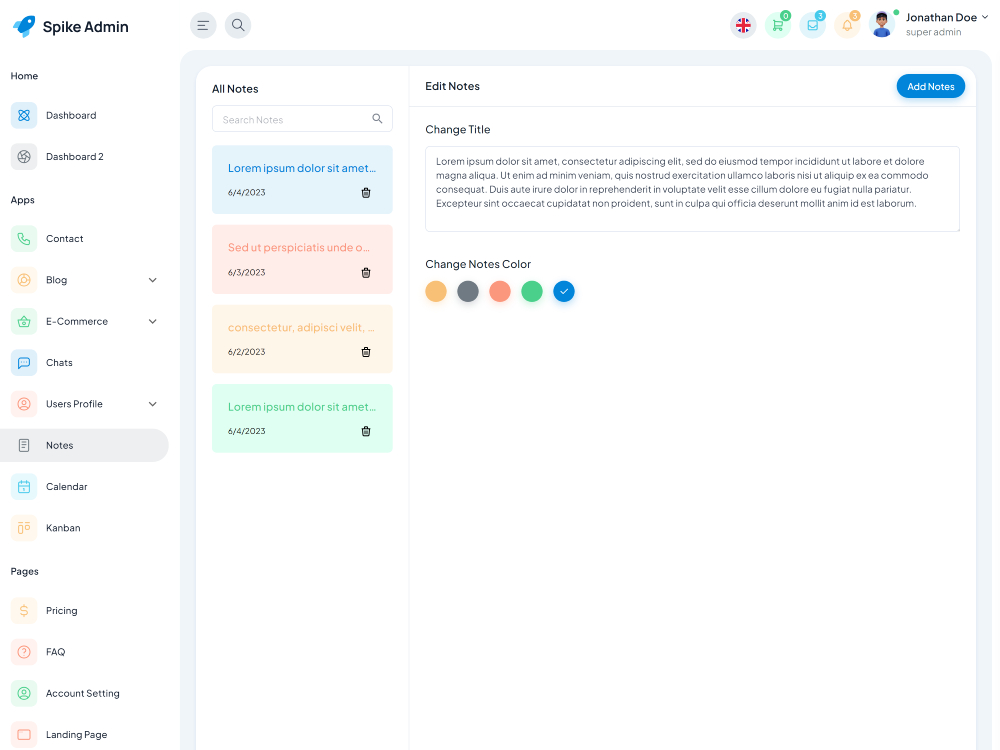 Spike Admin
0
3
3
Jonathan Doe
super admin
Home
Dashboard
Dashboard 2
Apps
Contact
Blog
E-Commerce
Chats
Users Profile
Notes
Calendar
Kanban
Pages
Pricing
FAQ
Account Setting
Landing Page
All Notes
Search Notes
Lorem ipsum dolor sit amet...
6/4/2023
Sed ut perspiciatis unde o...
6/3/2023
consectetur, adipisci velit, ...
6/2/2023
Lorem ipsum dolor sit amet...
6/4/2023
Edit Notes
Add Notes
Change Title
Lorem ipsum dolor sit amet, consectetur adipiscing elit, sed do eiusmod tempor incididunt ut labore et dolore
magna aliqua. Ut enim ad minim veniam, quis nostrud exercitation ullamco laboris nisi ut aliquip ex ea commodo
consequat. Duis aute irure dolor in reprehenderit in voluptate velit esse cillum dolore eu fugiat nulla pariatur.
Excepteur sint occaecat cupidatat non proident, sunt in culpa qui officia deserunt mollit anim id est laborum.
Change Notes Color